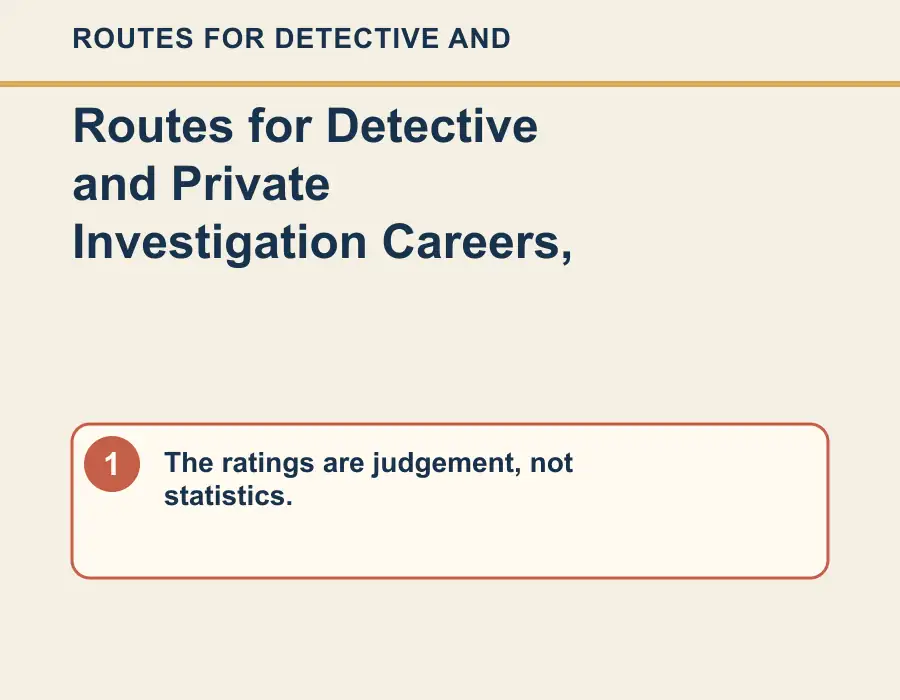 ROUTES FOR DETECTIVE AND
Routes for Detective
and Private
Investigation Careers,
1
The ratings are judgement, not
statistics.